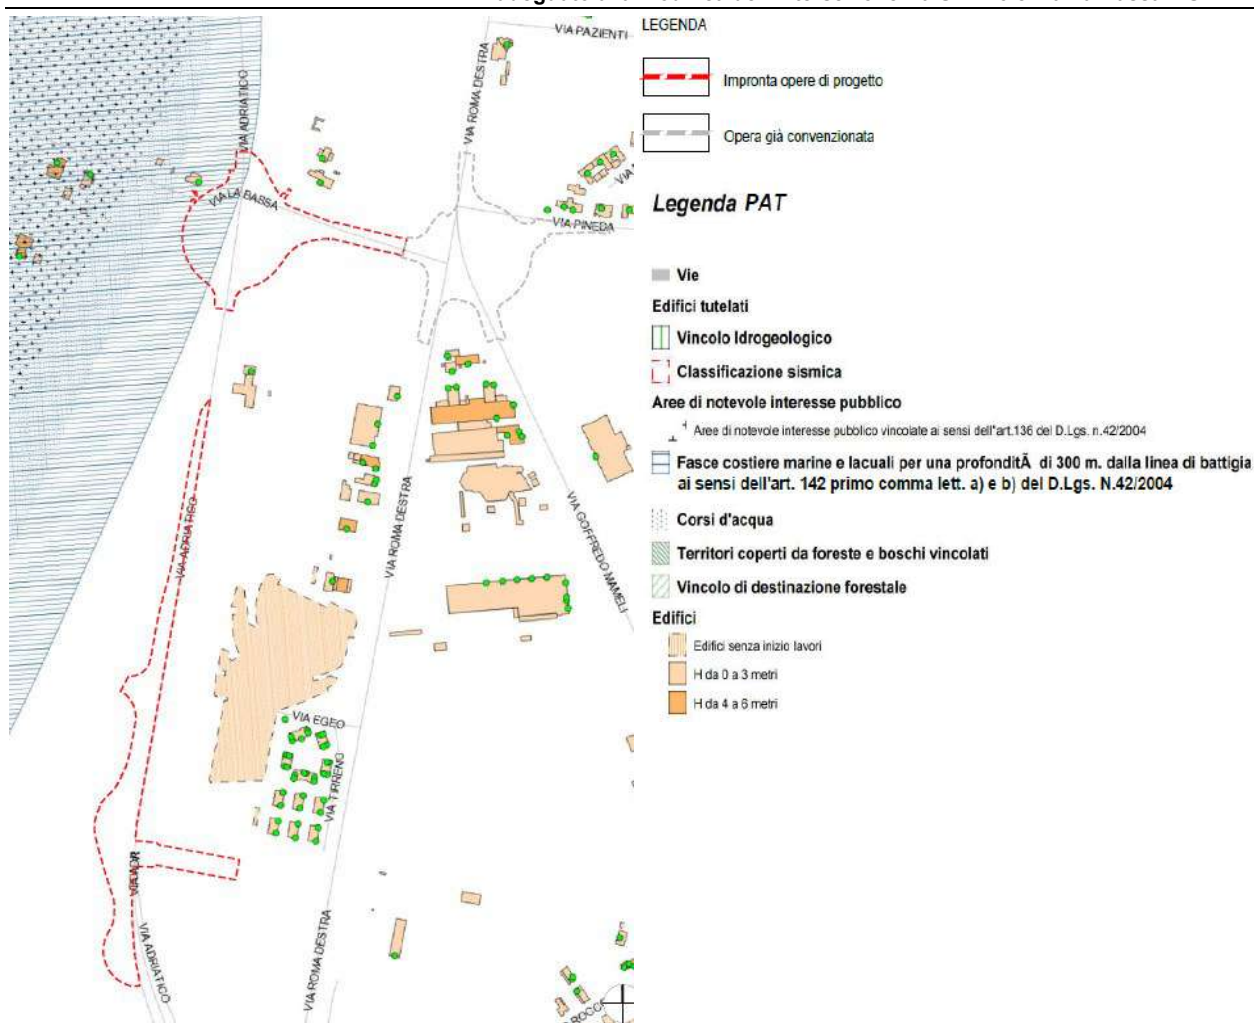 VIA PAZIENTI
VIA ROMA DESTRA
VIA ADRIATICO
VIA LA BASSA
VIA PINEDA
VIA ADRIATICO
VIA ROMA DESTRA
VIA GOFFREDO MAMELI
VIA EGEO
VIA TIRRENO
VIA ADRIATICO
VIA ROMA DESTRA
LEGENDA
Impronta opere di progetto
Opera già convenzionata
Legenda PAT
Vie
Edifici tutelati
Vincolo Idrogeologico
Classificazione sismica
Aree di notevole interesse pubblico
Aree di notevole interesse pubblico vincolate ai sensi dell"art.136 del D.Lgs. n.42/2004
Fasce costiere marine e lacuali per una profonditÃ di 300 m. dalla linea di battigia
ai sensi dell'art. 142 primo comma lett. a) e b) del D.Lgs. N.42/2004
Corsi d'acqua
Territori coperti da foreste e boschi vincolati
Vincolo di destinazione forestale
Edifici
Edifici senza inizio lavori
H da 0 a 3 metri
H da 4 a 6 metri